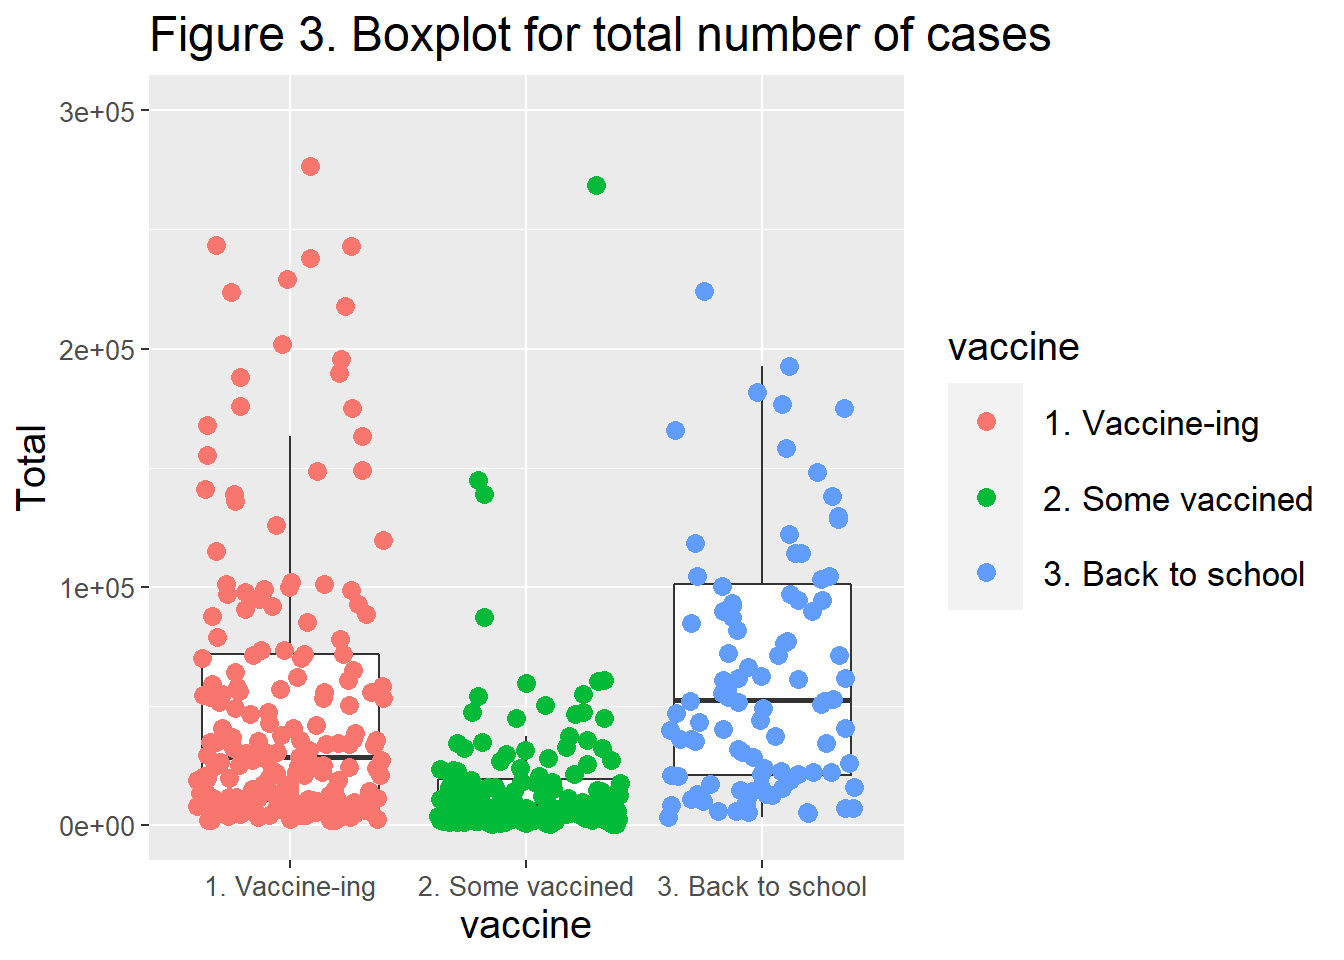 Figure 3. Boxplot for total number of cases
3e+05
2e+05
1e+05
0e+00
Total
1. Vaccine-ing
2. Some vaccined
3. Back to school
vaccine
vaccine
1. Vaccine-ing
2. Some vaccined
3. Back to school